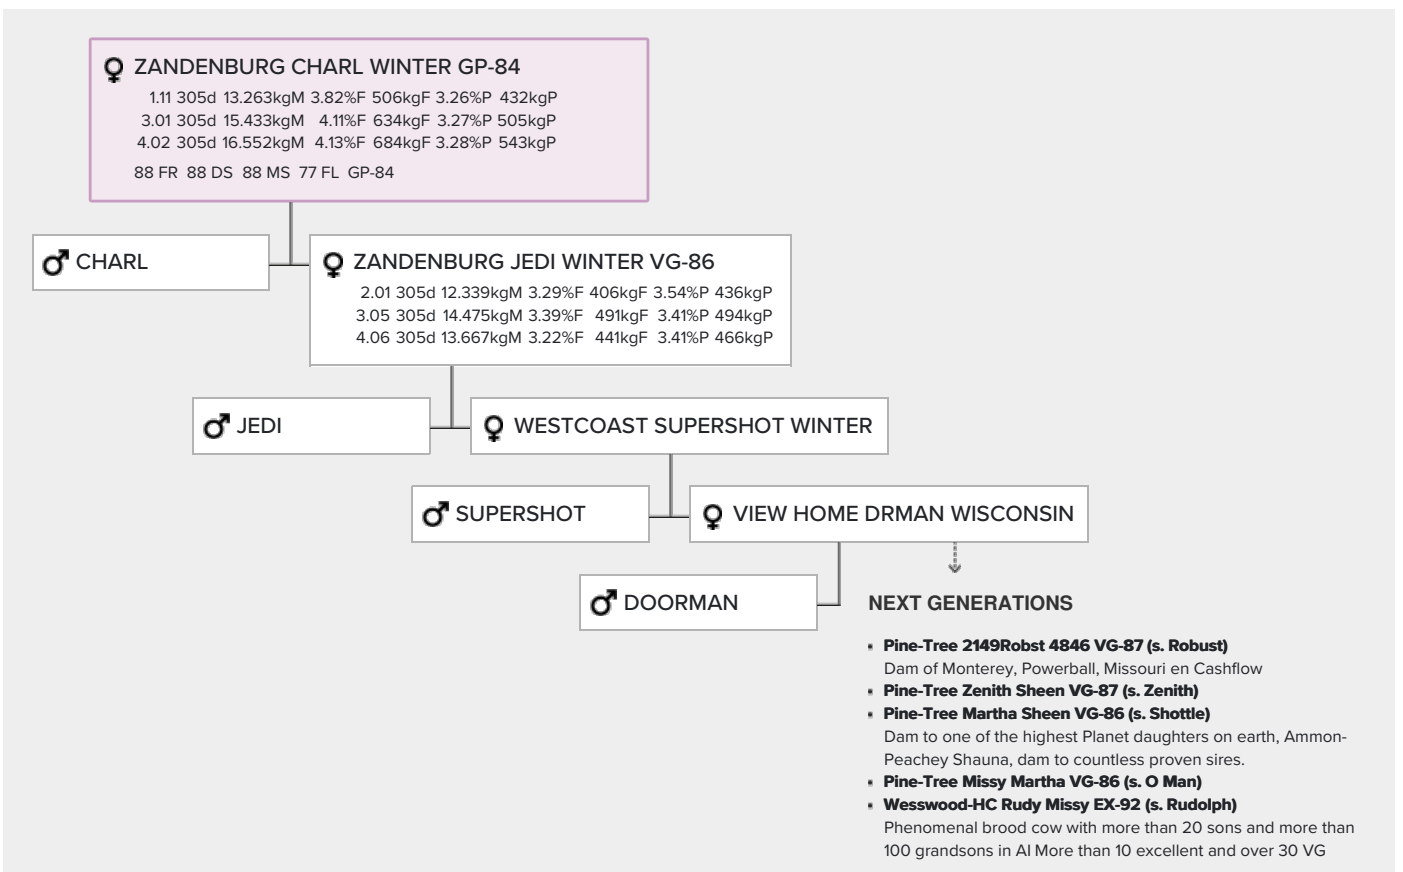 ZANDENBURG CHARL WINTER GP-84
1.11 305d 13.263kgM 3.82%F 506kgF 3.26%P 432kgP
3.01 305d 15.433kgM 4.11%F 634kgF 3.27%P 505kgP
4.02 305d 16.552kgM 4.13%F 684kgF 3.28%P 543kgP
88 FR 88 DS 88 MS 77 FL GP-84
CHARL
ZANDENBURG JEDI WINTER VG-86
2.01 305d 12.339kgM 3.29%F 406kgF 3.54%P 436kgP
3.05 305d 14.475kgM 3.39%F 491kgF 3.41%P 494kgP
4.06 305d 13.667kgM 3.22%F 441kgF 3.41%P 466kgP
JEDI
WESTCOAST SUPERSHOT WINTER
SUPERSHOT
VIEW HOME DRMAN WISCONSIN
DOORMAN
NEXT GENERATIONS
Pine-Tree 2149Robst 4846 VG-87 (s. Robust)
Dam of Monterey, Powerball, Missouri en Cashflow
Pine-Tree Zenith Sheen VG-87 (s. Zenith)
Pine-Tree Martha Sheen VG-86 (s. Shottle)
Dam to one of the highest Planet daughters on earth, Ammon-
Peachey Shauna, dam to countless proven sires.
Pine-Tree Missy Martha VG-86 (s. O Man)
Wesswood-HC Rudy Missy EX-92 (s. Rudolph)
Phenomenal brood cow with more than 20 sons and more than
100 grandsons in AI More than 10 excellent and over 30 VG